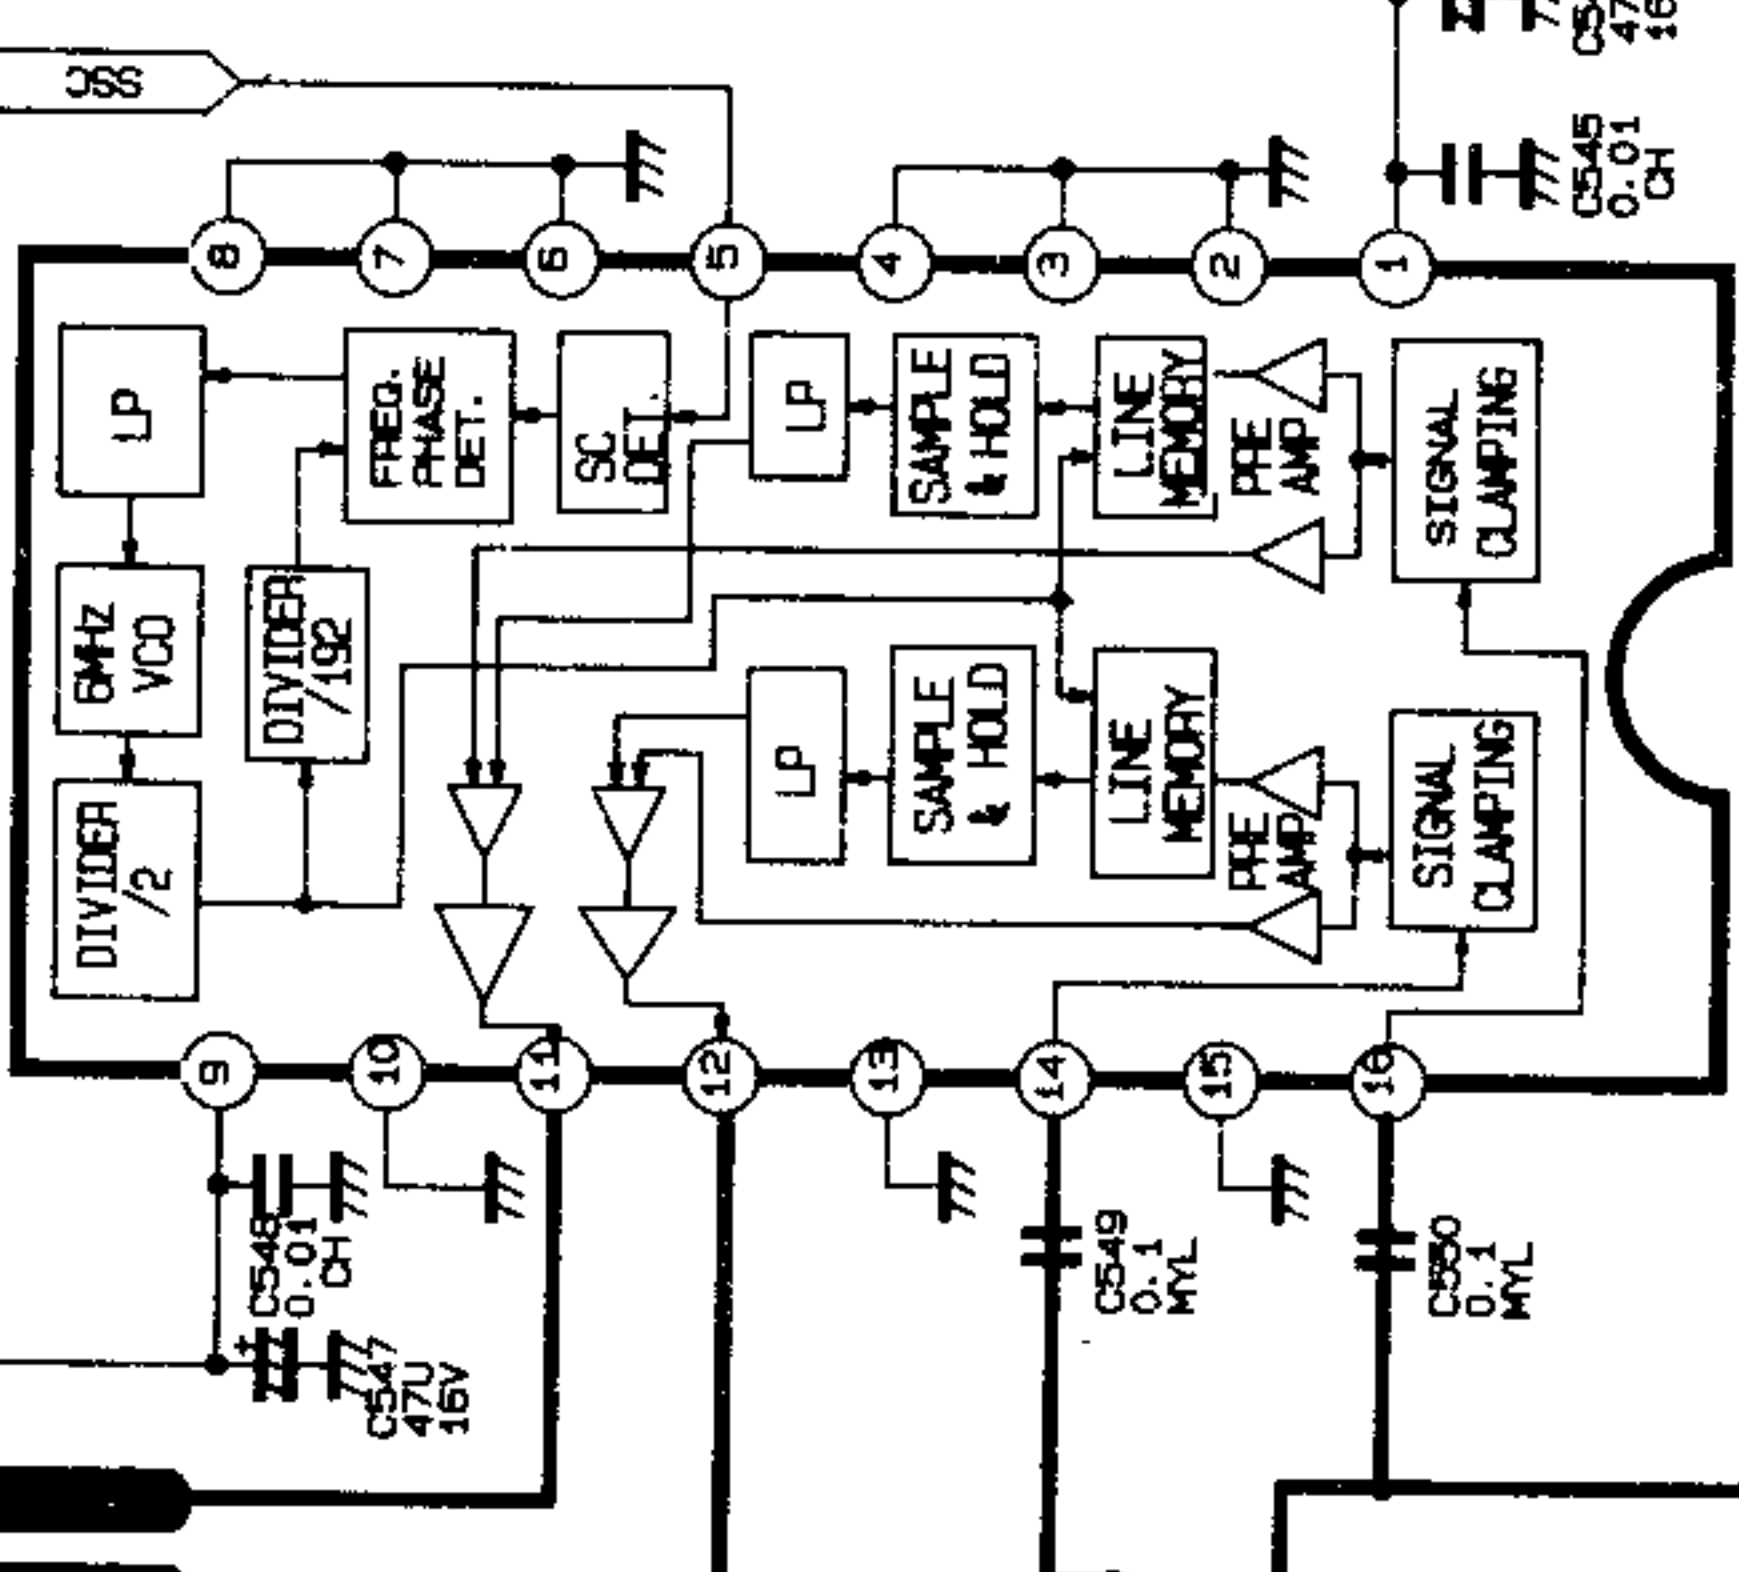 SSC
C54
47
16
C545
0.01
CH
8
7
6
5
4
3
2
1
LP
FREQ.
PHASE
DET.
SC
DET
LP
SAMPLE
& HOLD
LINE
MEMORY
PRE
AMP
SIGNAL
CLAMPING
6MHz
VCO
DIVIDER
/192
DIVIDER
/2
LP
SAMPLE
& HOLD
LINE
MEMORY
PRE
AMP
SIGNAL
CLAMPING
9
10
11
12
13
14
15
16
C548
0.01
CH
+
C547
47U
16V
C549
0.1
MYL
C550
0.1
MYL